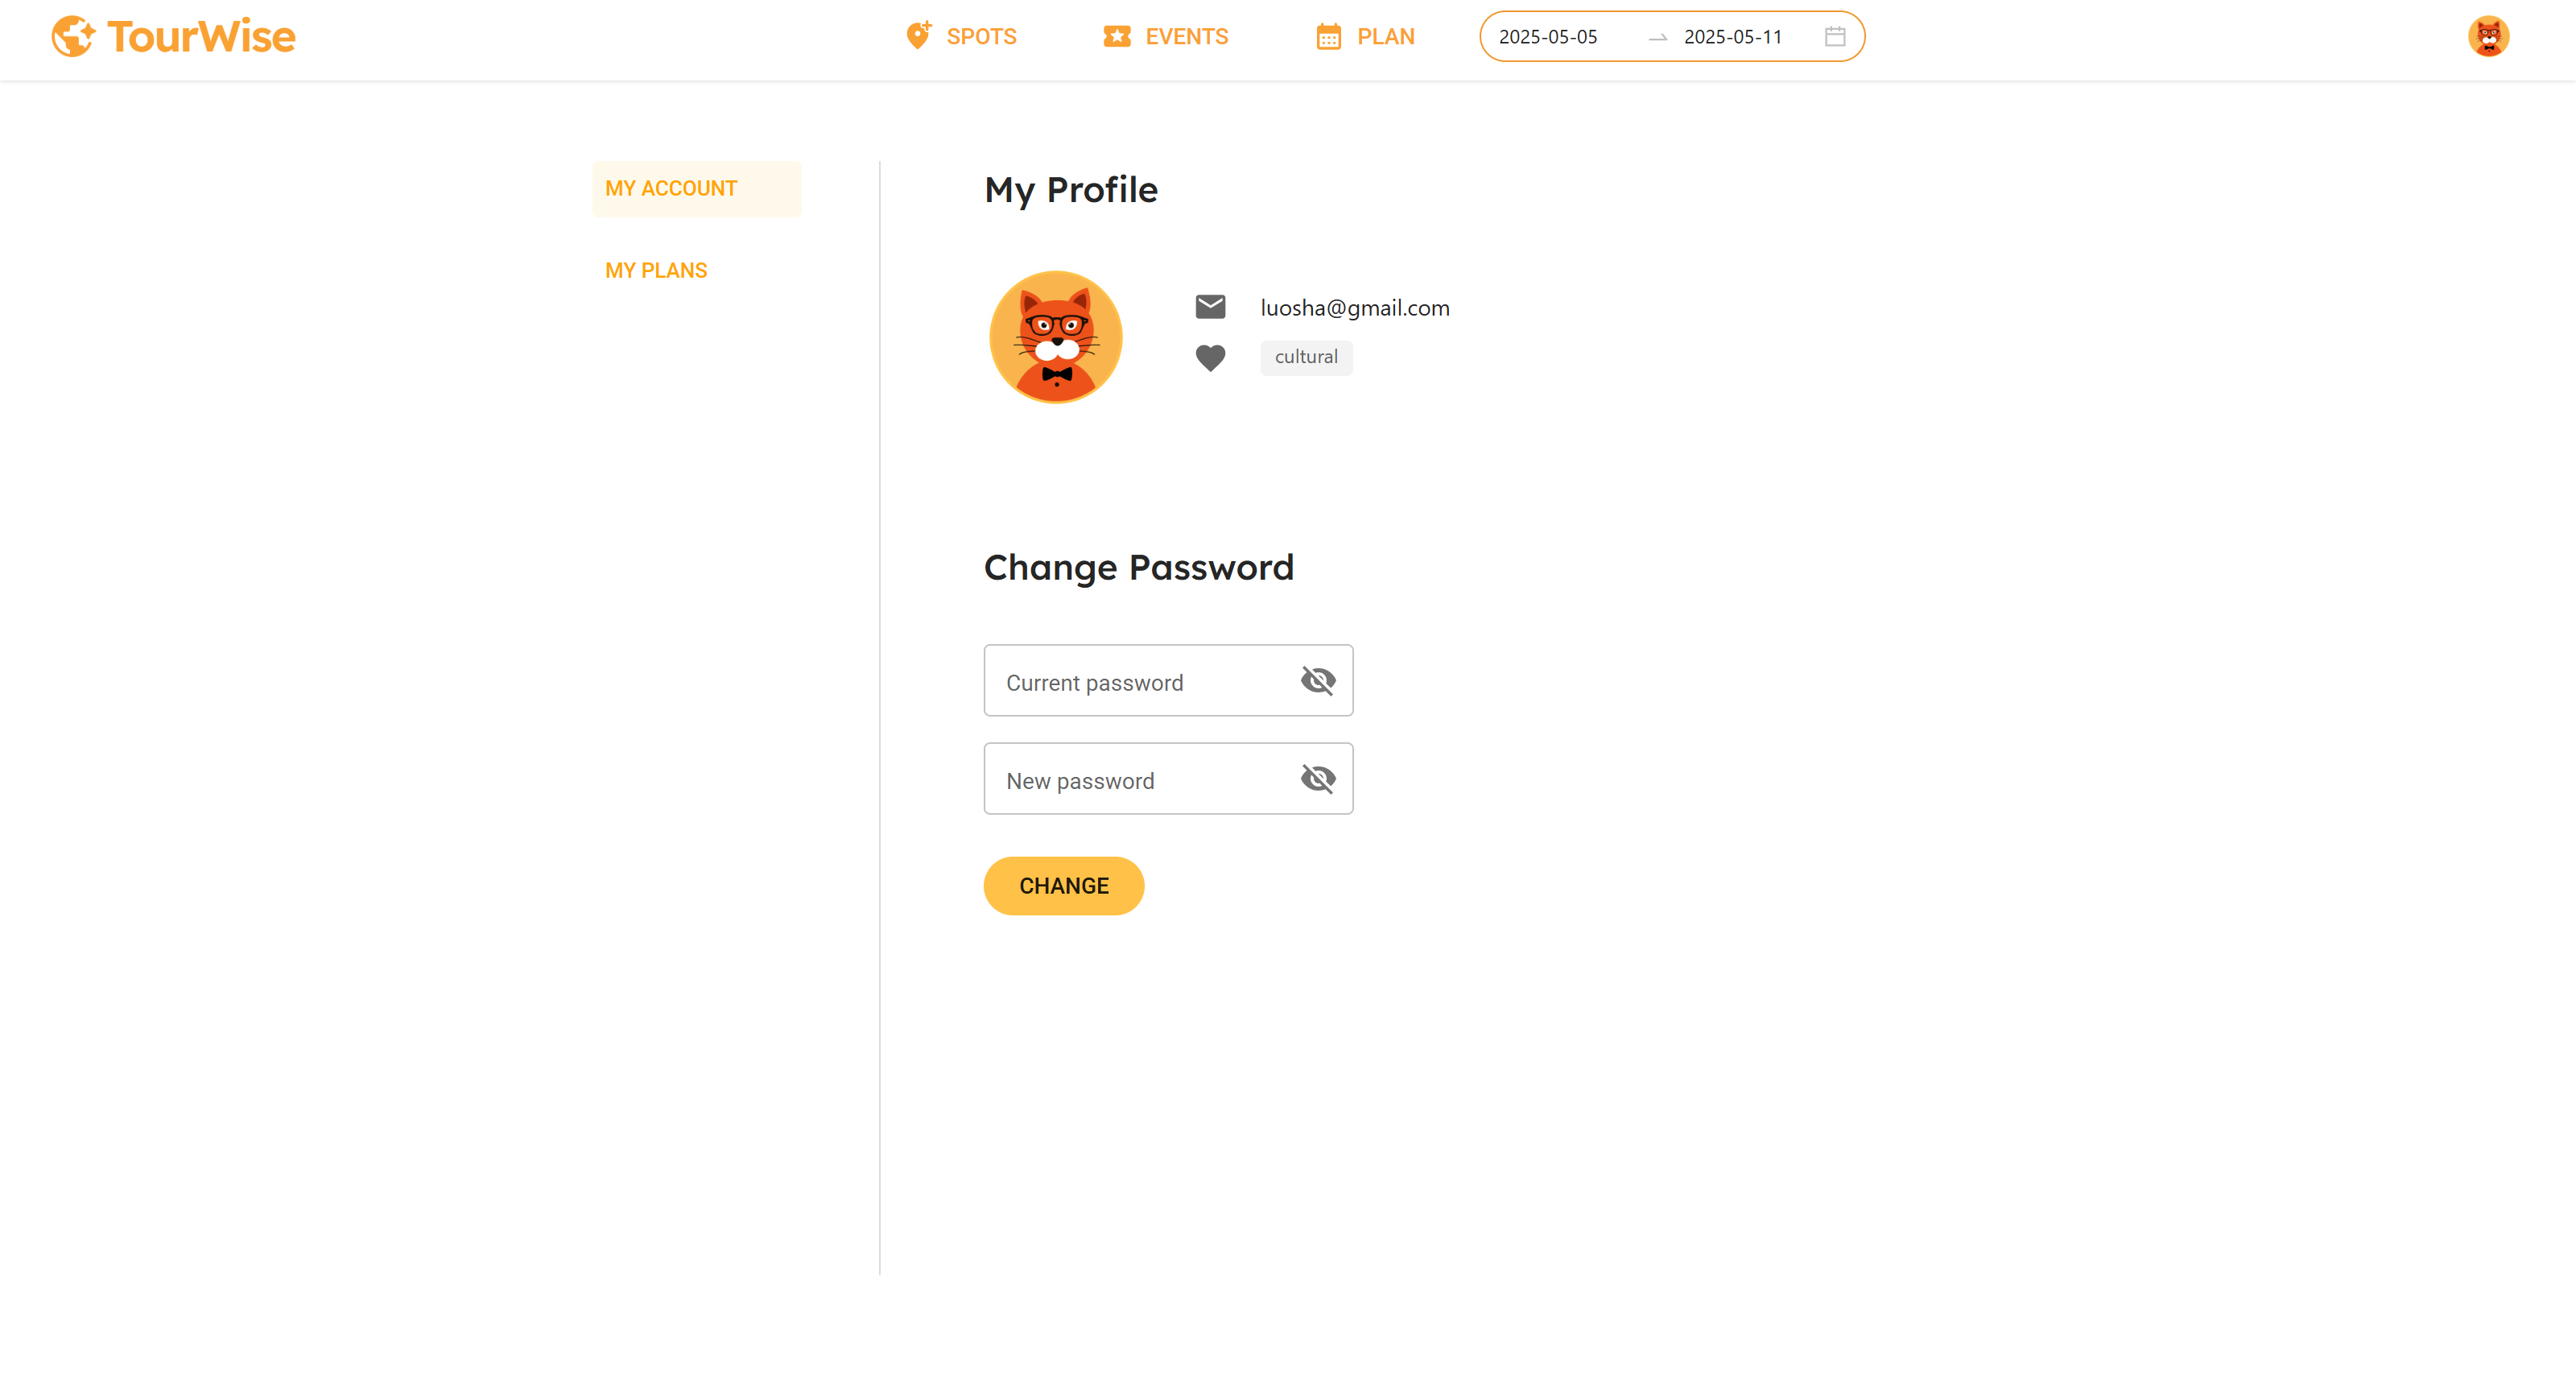 TourWise
SPOTS
EVENTS
PLAN
2025-05-05
2025-05-11
MY ACCOUNT
MY PLANS
My Profile
luosha@gmail.com
cultural
Change Password
Current password
New password
CHANGE